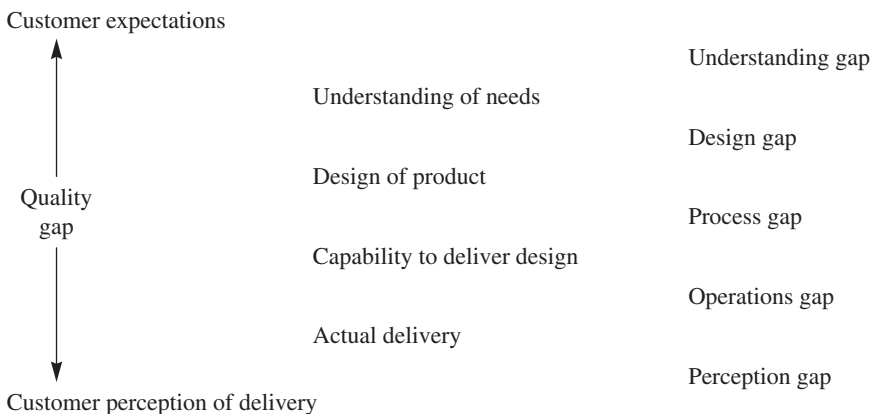 Customer expectations
Understanding gap
Understanding of needs
Design gap
Design of product
Quality
gap
Process gap
Capability to deliver design
Operations gap
Actual delivery
Perception gap
Customer perception of delivery